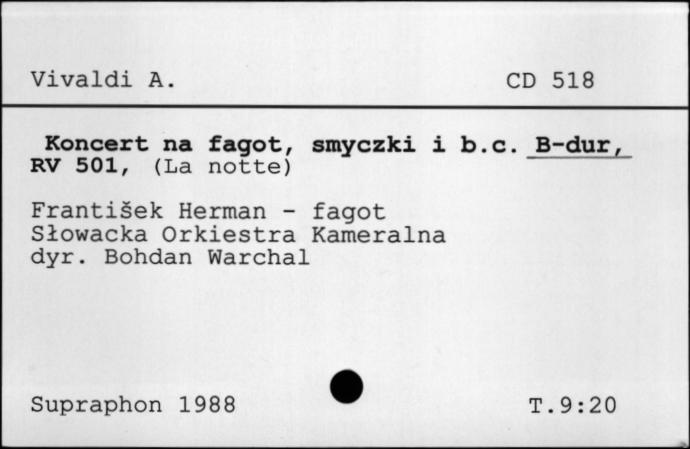 Vivaldi A. CD 518
Koncert na fagot, smyczki i b.c. B-dur,
RV 501, (La notte)
František Herman - fagot
Słowacka Orkiestra Kameralna
dyr. Bohdan Warchal
Supraphon 1988 T.9:20